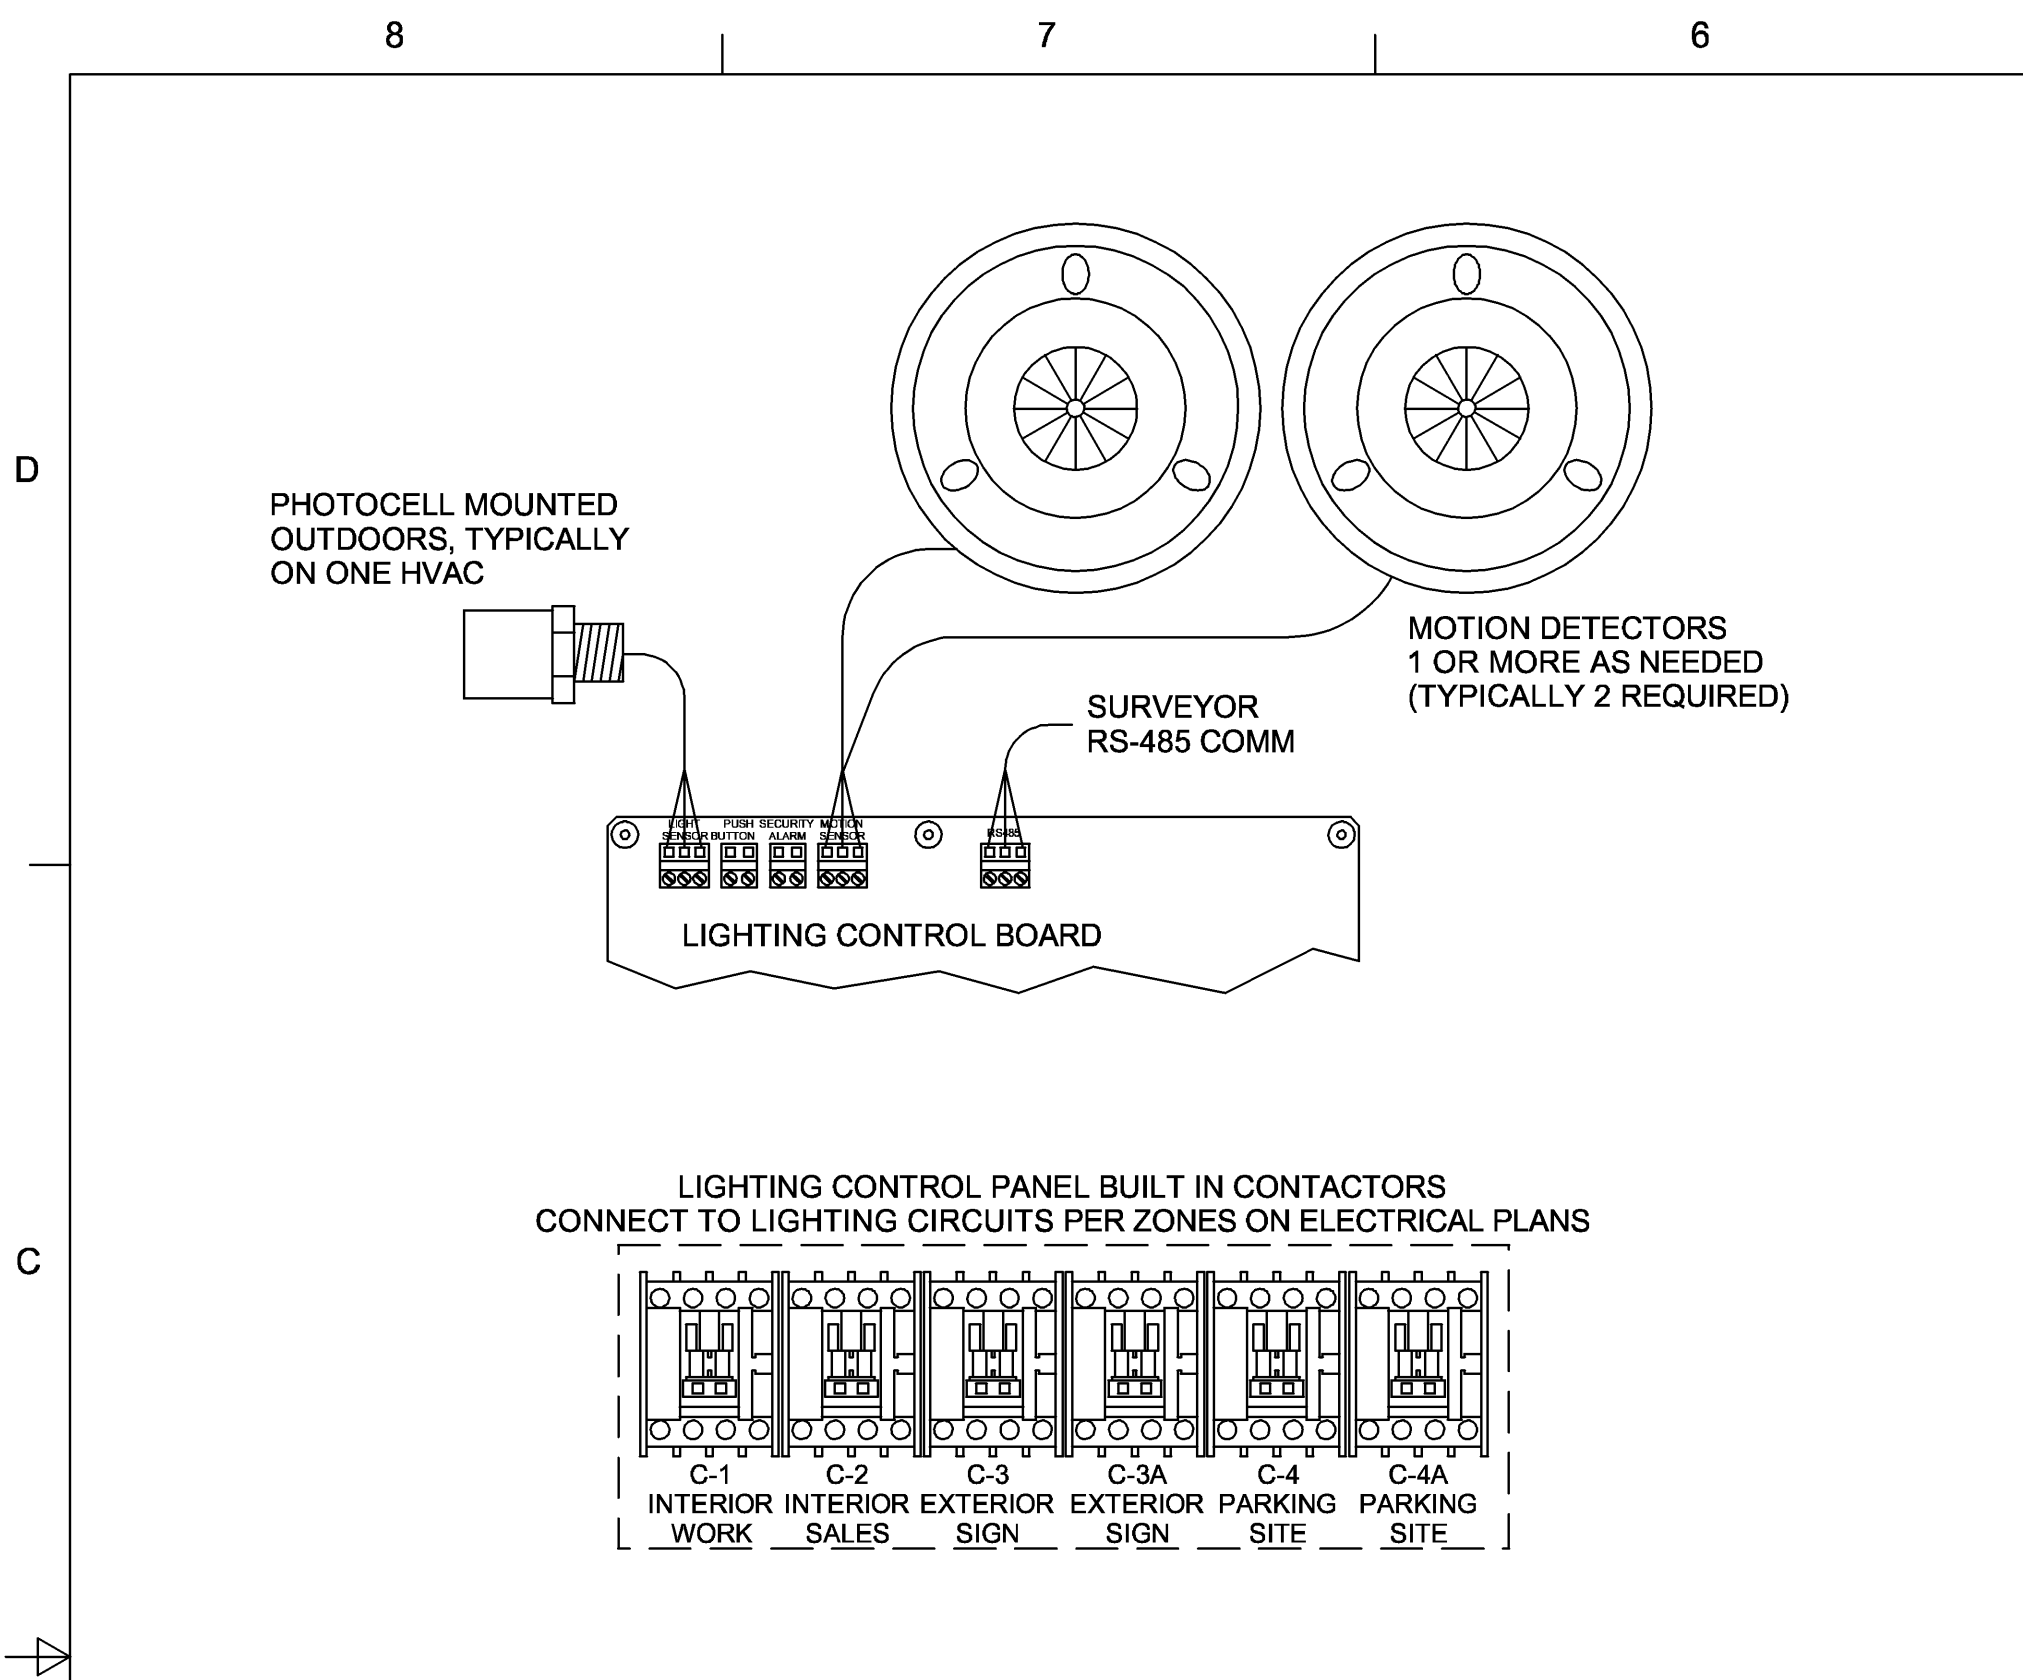 8 7 6
D
PHOTOCELL MOUNTED
OUTDOORS, TYPICALLY
ON ONE HVAC
MOTION DETECTORS
1 OR MORE AS NEEDED
(TYPICALLY 2 REQUIRED)
SURVEYOR
RS-485 COMM
LIGHT
SENSOR
PUSH
BUTTON
SECURITY
ALARM
MOTION
SENSOR
RS485
LIGHTING CONTROL BOARD
C
LIGHTING CONTROL PANEL BUILT IN CONTACTORS
CONNECT TO LIGHTING CIRCUITS PER ZONES ON ELECTRICAL PLANS
C-1
INTERIOR
WORK
C-2
INTERIOR
SALES
C-3
EXTERIOR
SIGN
C-3A
EXTERIOR
SIGN
C-4
PARKING
SITE
C-4A
PARKING
SITE